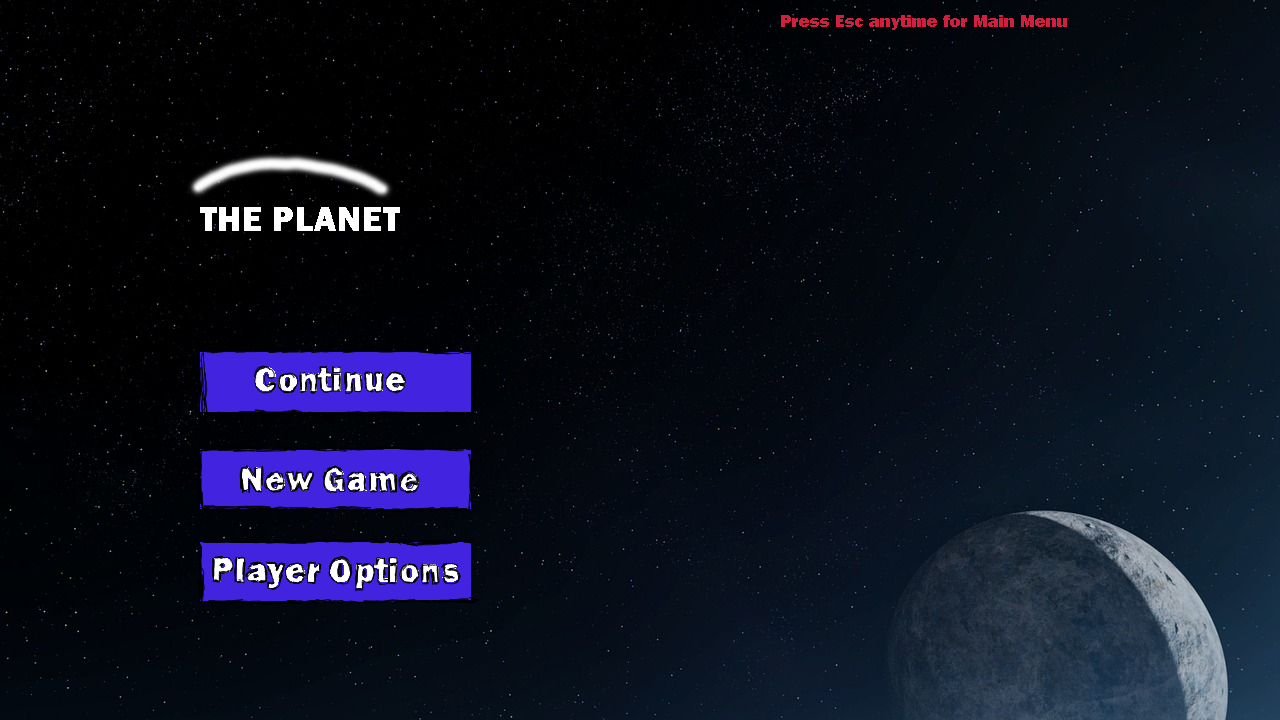 Press Esc anytime for Main Menu
THE PLANET
Continue
New Game
Player Options